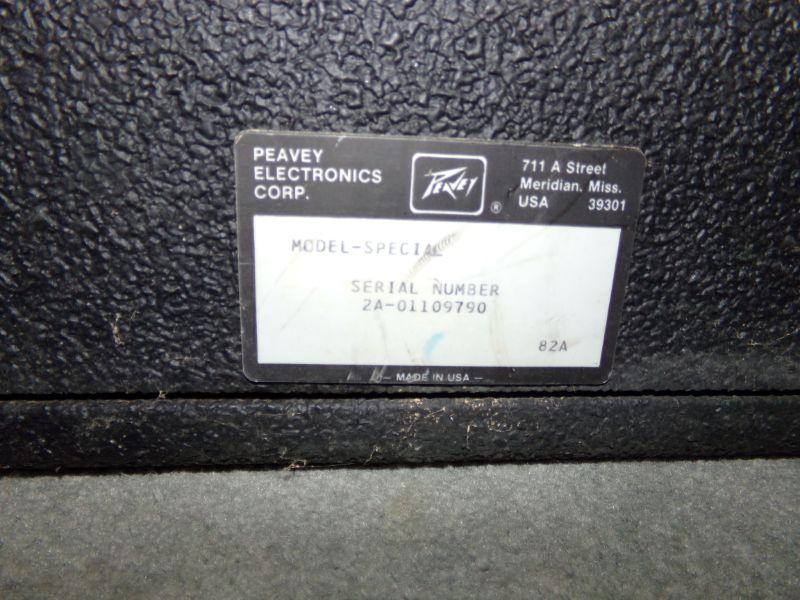 PEAVEY
ELECTRONICS
CORP.
PEAVEY
®
711 A Street
Meridian, Miss.
USA 39301
MODEL-SPECIAL
SERIAL NUMBER
2A-01109790
82A
— MADE IN USA —